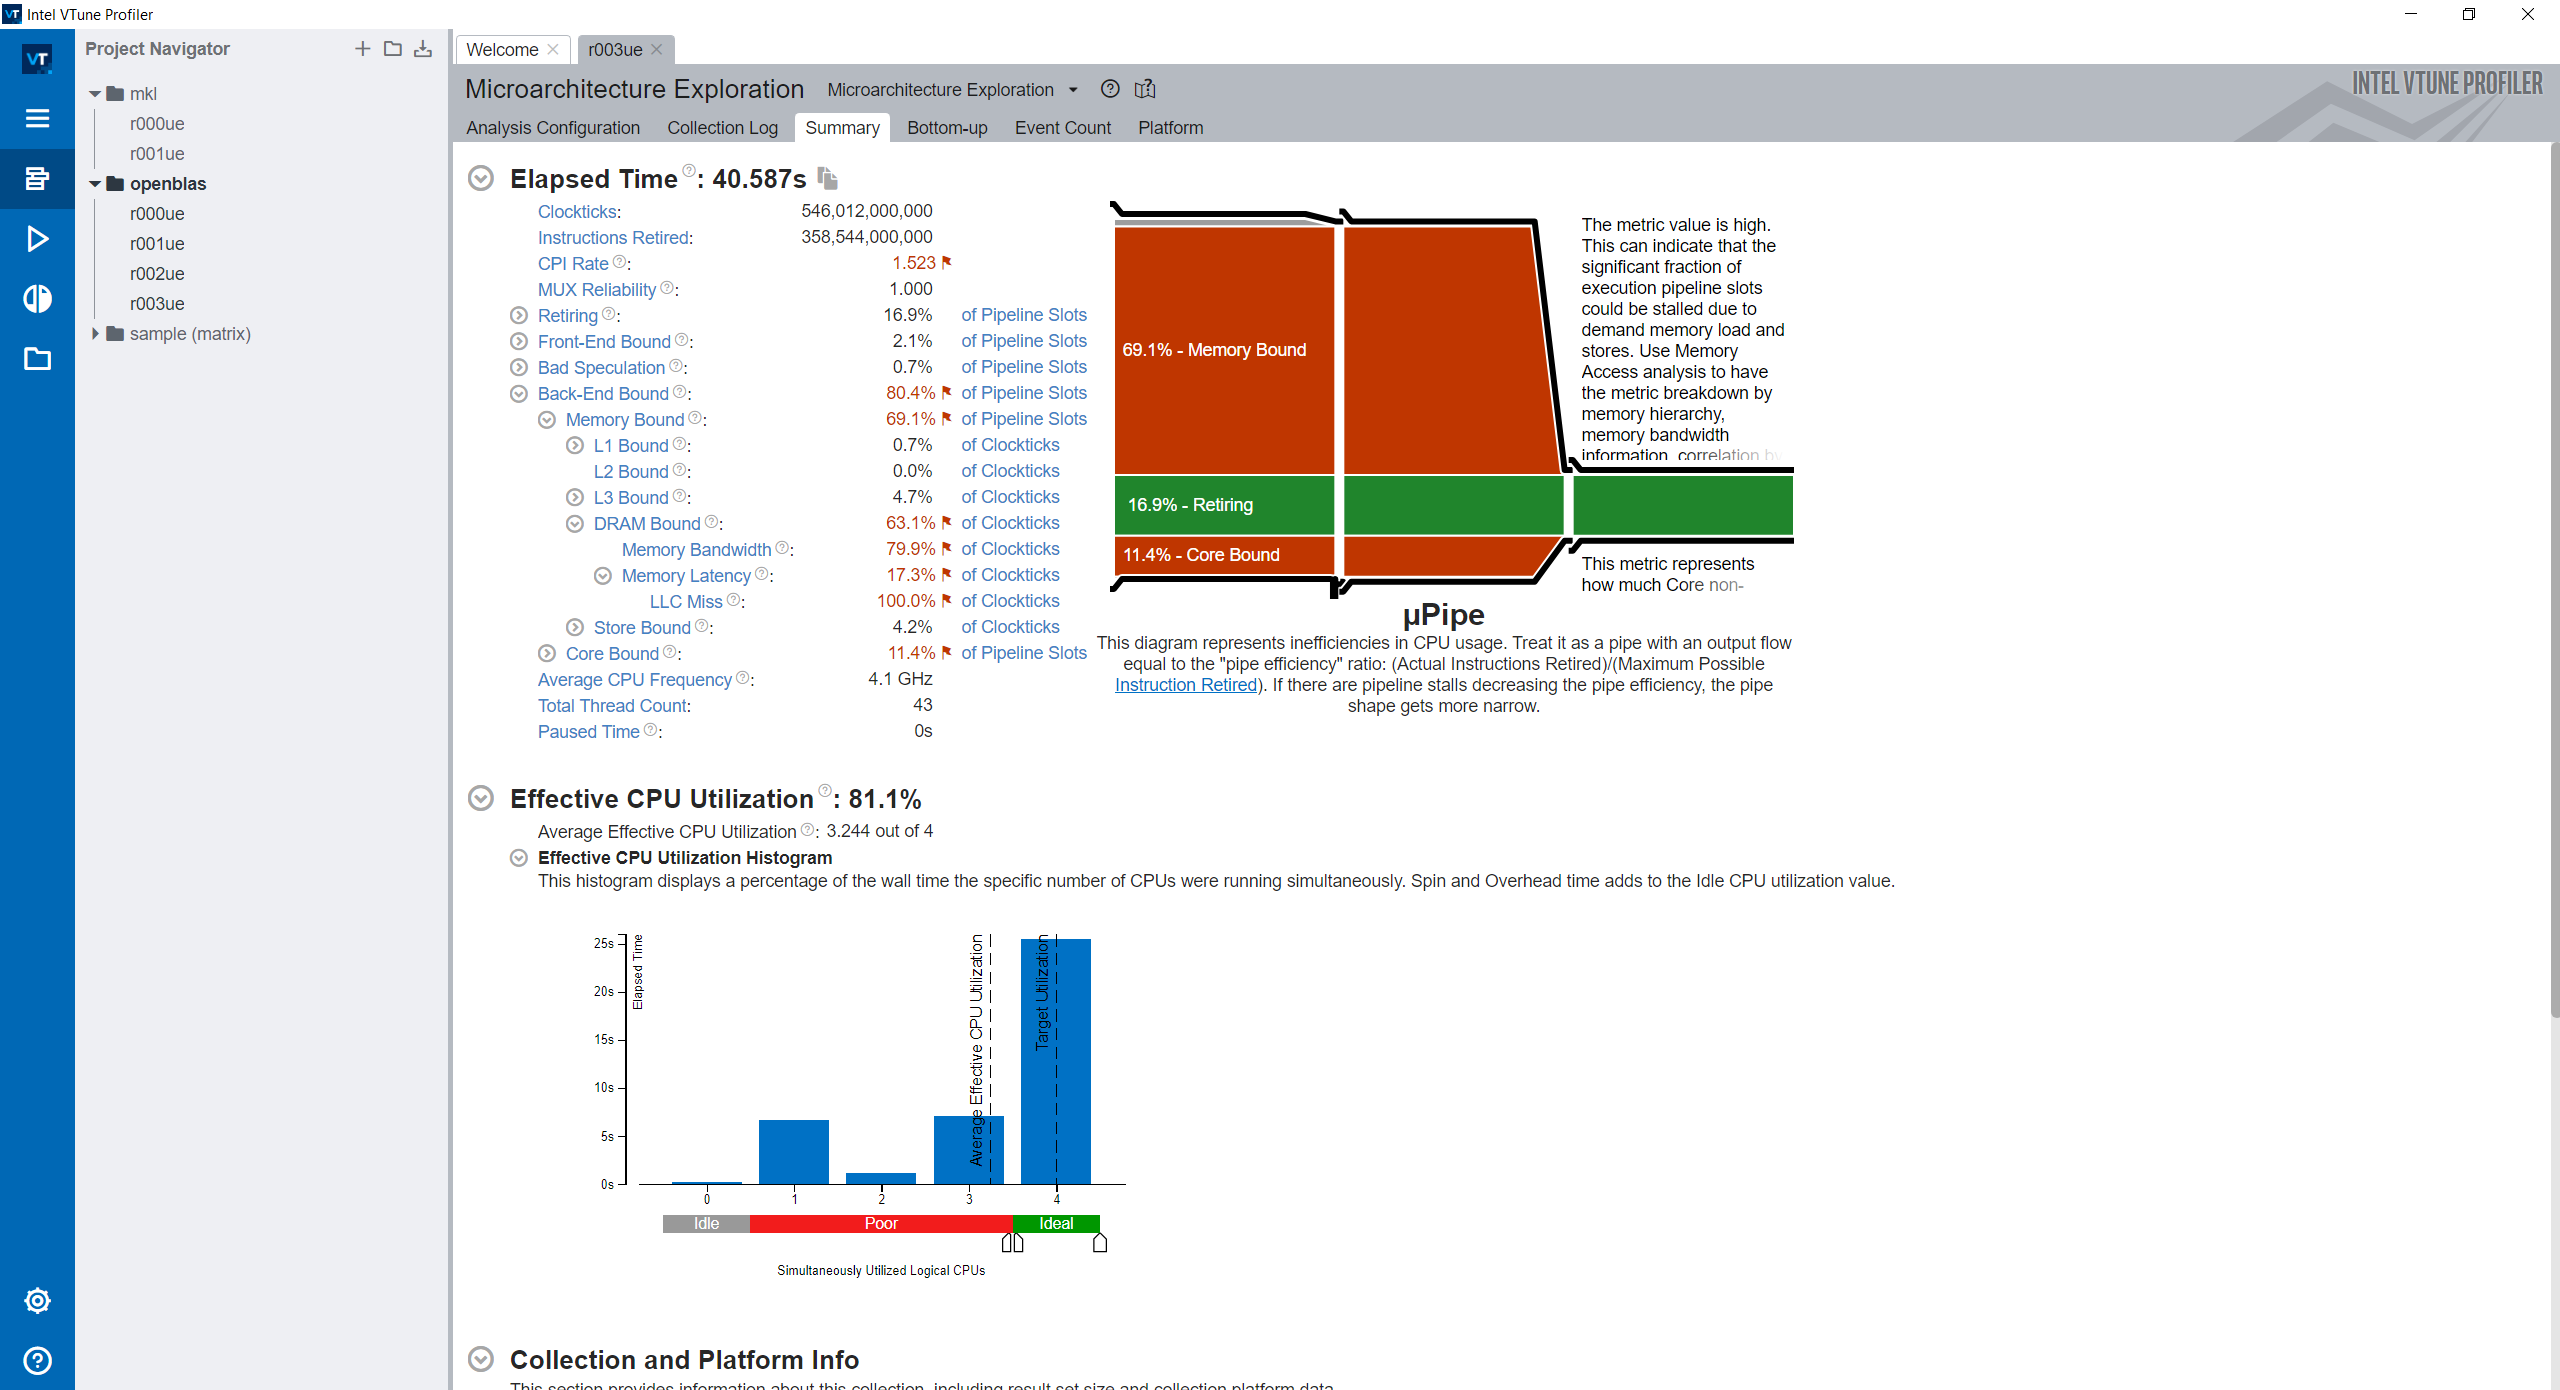 VT Intel VTune Profiler
VT
Project Navigator
mkl
r000ue
r001ue
openblas
r000ue
r001ue
r002ue
r003ue
sample (matrix)
Welcome
r003ue
Microarchitecture Exploration Microarchitecture Exploration
INTEL VTUNE PROFILER
Analysis Configuration Collection Log Summary Bottom-up Event Count Platform
Elapsed Time: 40.587s
Clockticks: 546,012,000,000
Instructions Retired: 358,544,000,000
CPI Rate: 1.523
MUX Reliability: 1.000
Retiring: 16.9% of Pipeline Slots
Front-End Bound: 2.1% of Pipeline Slots
Bad Speculation: 0.7% of Pipeline Slots
Back-End Bound: 80.4% of Pipeline Slots
Memory Bound: 69.1% of Pipeline Slots
L1 Bound: 0.7% of Clockticks
L2 Bound: 0.0% of Clockticks
L3 Bound: 4.7% of Clockticks
DRAM Bound: 63.1% of Clockticks
Memory Bandwidth: 79.9% of Clockticks
Memory Latency: 17.3% of Clockticks
LLC Miss: 100.0% of Clockticks
Store Bound: 4.2% of Clockticks
Core Bound: 11.4% of Pipeline Slots
Average CPU Frequency: 4.1 GHz
Total Thread Count: 43
Paused Time: 0s
69.1% - Memory Bound
16.9% - Retiring
11.4% - Core Bound
The metric value is high.
This can indicate that the
significant fraction of
execution pipeline slots
could be stalled due to
demand memory load and
stores. Use Memory
Access analysis to have
the metric breakdown by
memory hierarchy,
memory bandwidth
information, correlation by
This metric represents
how much Core non-
µPipe
This diagram represents inefficiencies in CPU usage. Treat it as a pipe with an output flow
equal to the "pipe efficiency" ratio: (Actual Instructions Retired)/(Maximum Possible
Instruction Retired). If there are pipeline stalls decreasing the pipe efficiency, the pipe
shape gets more narrow.
Effective CPU Utilization: 81.1%
Average Effective CPU Utilization: 3.244 out of 4
Effective CPU Utilization Histogram
This histogram displays a percentage of the wall time the specific number of CPUs were running simultaneously. Spin and Overhead time adds to the Idle CPU utilization value.
25s
20s
15s
10s
5s
0s
Elapsed Time
Average Effective CPU Utilization
Target Utilization
0 1 2 3 4
Idle Poor Ideal
Simultaneously Utilized Logical CPUs
Collection and Platform Info
This section provides information about this collection, including result set size and collection platform data.